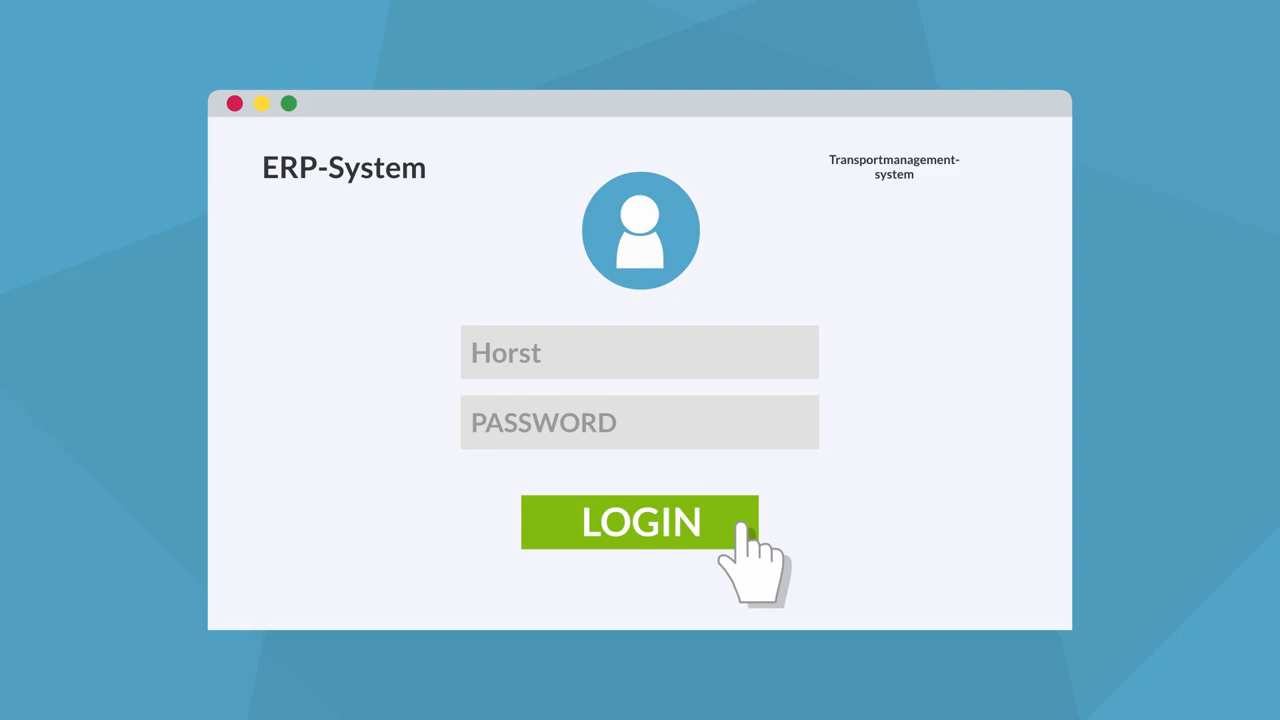 ERP-System
Transportmanagement-
system
Horst
PASSWORD
LOGIN